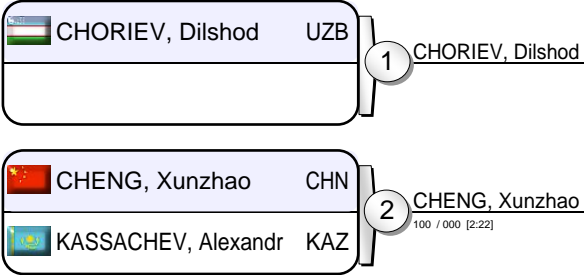 CHORIEV, Dilshod UZB
1 CHORIEV, Dilshod
CHENG, Xunzhao CHN
2 CHENG, Xunzhao
100 / 000 [2:22]
KASSACHEV, Alexandr KAZ